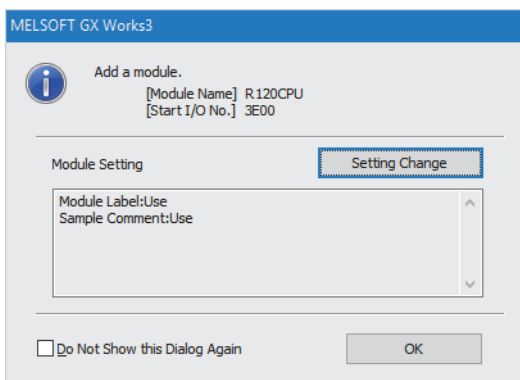 MELSOFT GX Works3
Add a module.
[Module Name] R120CPU
[Start I/O No.] 3E00
Module Setting
Setting Change
Module Label:Use
Sample Comment:Use
Do Not Show this Dialog Again
OK